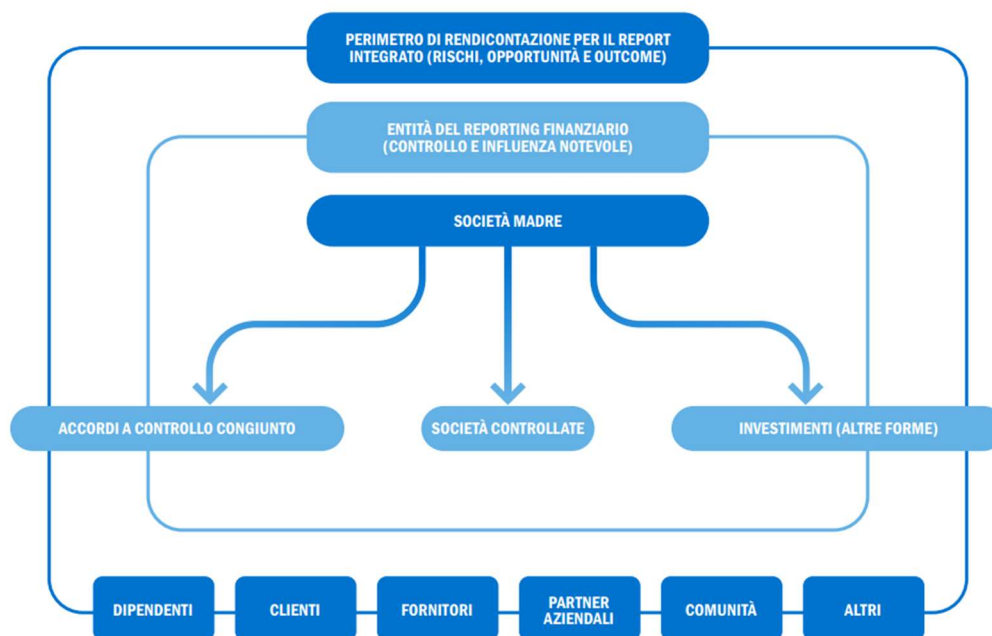 PERIMETRO DI RENDICONTAZIONE PER IL REPORT
INTEGRATO (RISCHI, OPPORTUNITÀ E OUTCOME)
ENTITÀ DEL REPORTING FINANZIARIO
(CONTROLLO E INFLUENZA NOTEVOLE)
SOCIETÀ MADRE
ACCORDI A CONTROLLO CONGIUNTO
SOCIETÀ CONTROLLATE
INVESTIMENTI (ALTRE FORME)
DIPENDENTI
CLIENTI
FORNITORI
PARTNER
AZIENDALI
COMUNITÀ
ALTRI